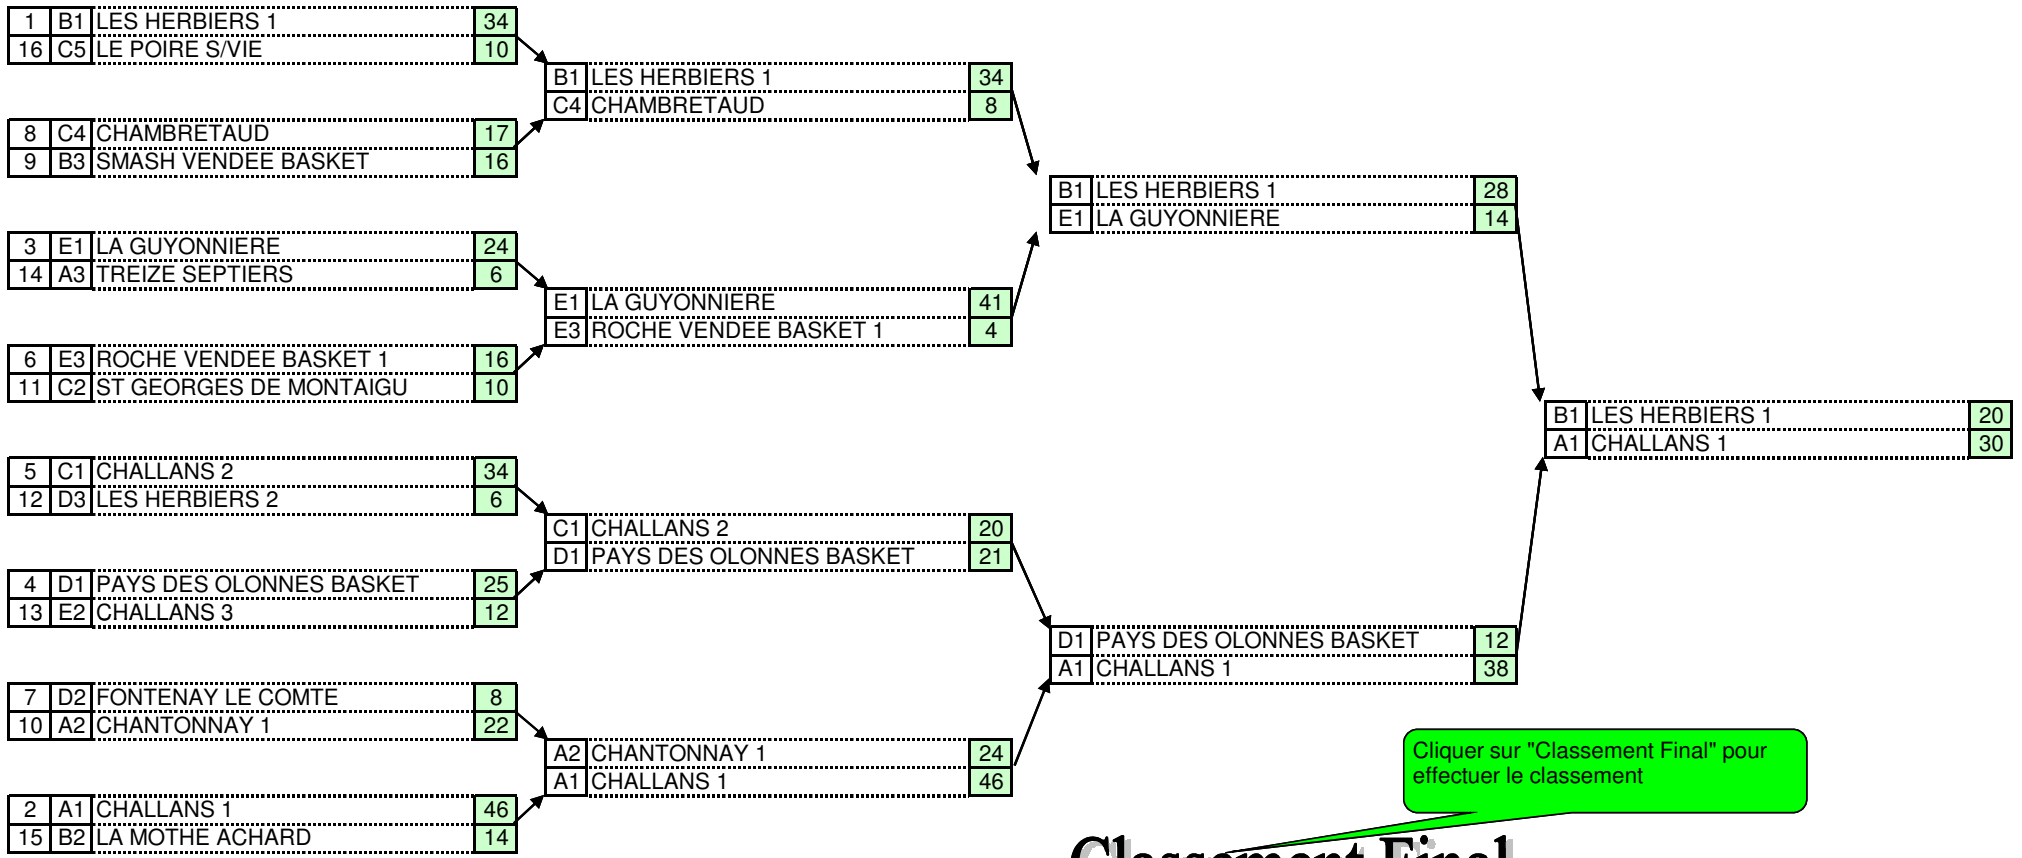 1 B1 LES HERBIERS 1 34
16 C5 LE POIRE S/VIE 10
8 C4 CHAMBRETAUD 17
9 B3 SMASH VENDEE BASKET 16
3 E1 LA GUYONNIERE 24
14 A3 TREIZE SEPTIERS 6
6 E3 ROCHE VENDEE BASKET 1 16
11 C2 ST GEORGES DE MONTAIGU 10
5 C1 CHALLANS 2 34
12 D3 LES HERBIERS 2 6
4 D1 PAYS DES OLONNES BASKET 25
13 E2 CHALLANS 3 12
7 D2 FONTENAY LE COMTE 8
10 A2 CHANTONNAY 1 22
2 A1 CHALLANS 1 46
15 B2 LA MOTHE ACHARD 14
B1 LES HERBIERS 1 34
C4 CHAMBRETAUD 8
E1 LA GUYONNIERE 41
E3 ROCHE VENDEE BASKET 1 4
C1 CHALLANS 2 20
D1 PAYS DES OLONNES BASKET 21
A2 CHANTONNAY 1 24
A1 CHALLANS 1 46
B1 LES HERBIERS 1 28
E1 LA GUYONNIERE 14
D1 PAYS DES OLONNES BASKET 12
A1 CHALLANS 1 38
B1 LES HERBIERS 1 20
A1 CHALLANS 1 30
Cliquer sur "Classement Final" pour
effectuer le classement
Classement Final